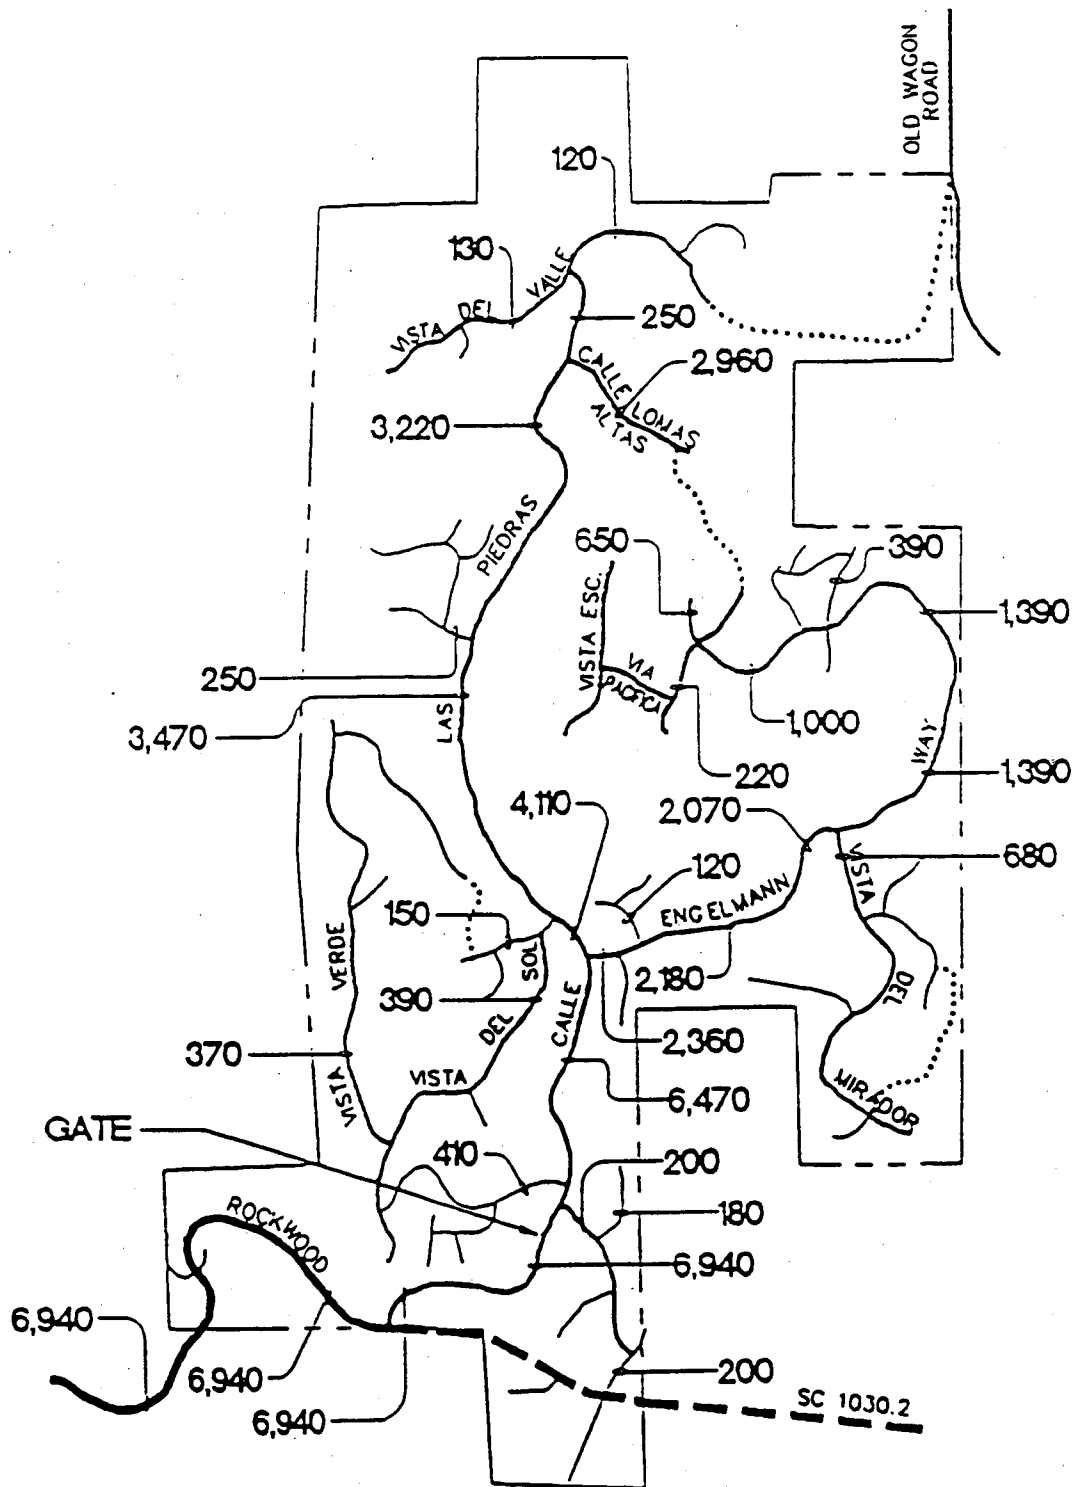 OLD WAGON
ROAD
120
130
VALLE
DEL
VISTA
250
CALLE
2,960
LOMAS
ALTAS
3,220
PIEDRAS
650
390
VISTA ESC.
1,390
VIA
PACIFICA
250
LAS
3,470
1,000
WAY
220
1,390
4,110
2,070
VISTA
680
120
ENGELMANN
150
VERDE
SOL
2,180
DEL
390
CALLE
DEL
370
2,360
VISTA
VISTA
6,470
MIRADOR
GATE
410
200
ROCKWOOD
180
6,940
6,940
6,940
200
6,940
SC 1030.2